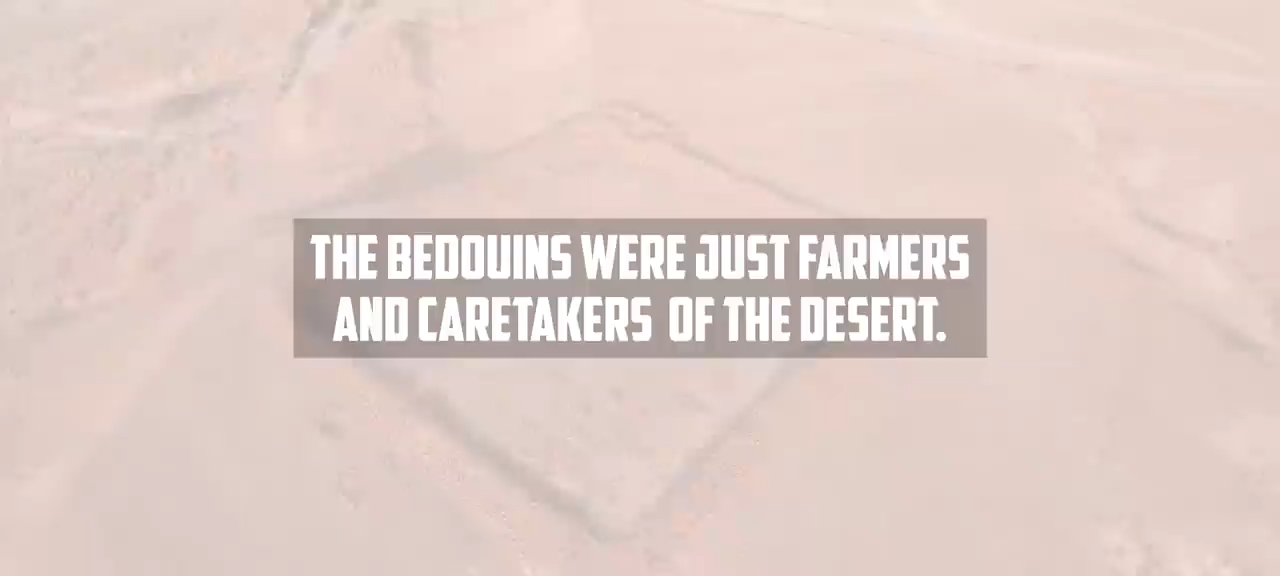 THE BEDOUINS WERE JUST FARMERS
AND CARETAKERS OF THE DESERT.